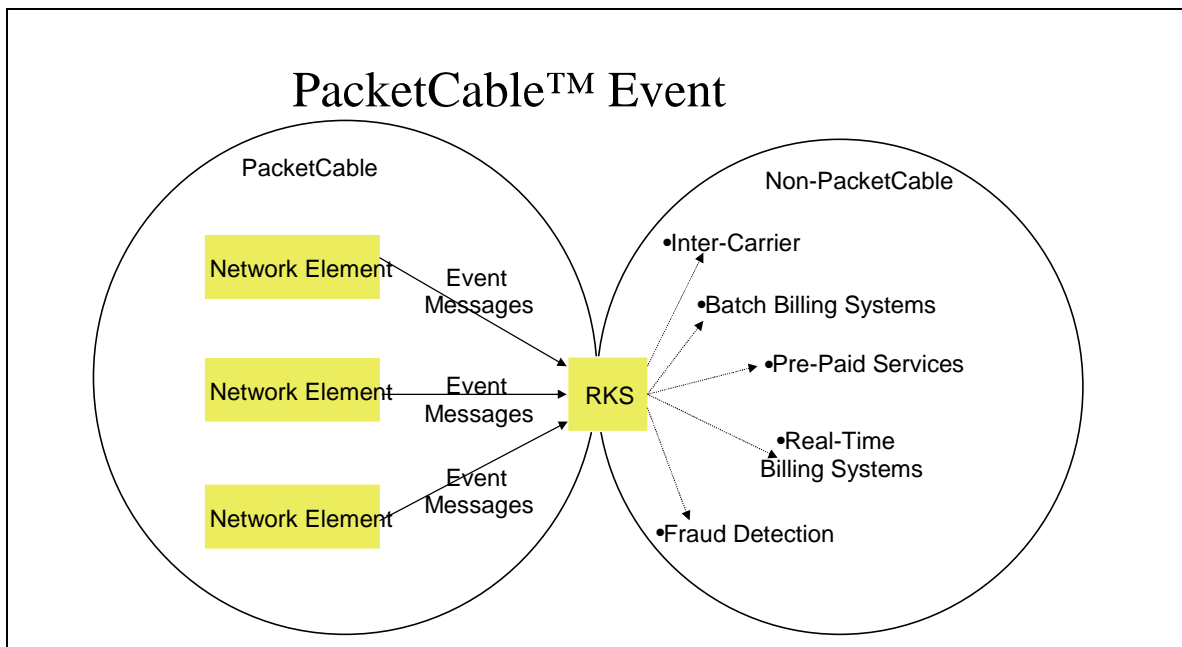 PacketCable™ Event
PacketCable
Non-PacketCable
Network Element
Event
Messages
•Inter-Carrier
•Batch Billing Systems
Network Element
Event
Messages
RKS
•Pre-Paid Services
•Real-Time
Billing Systems
Network Element
Event
Messages
•Fraud Detection